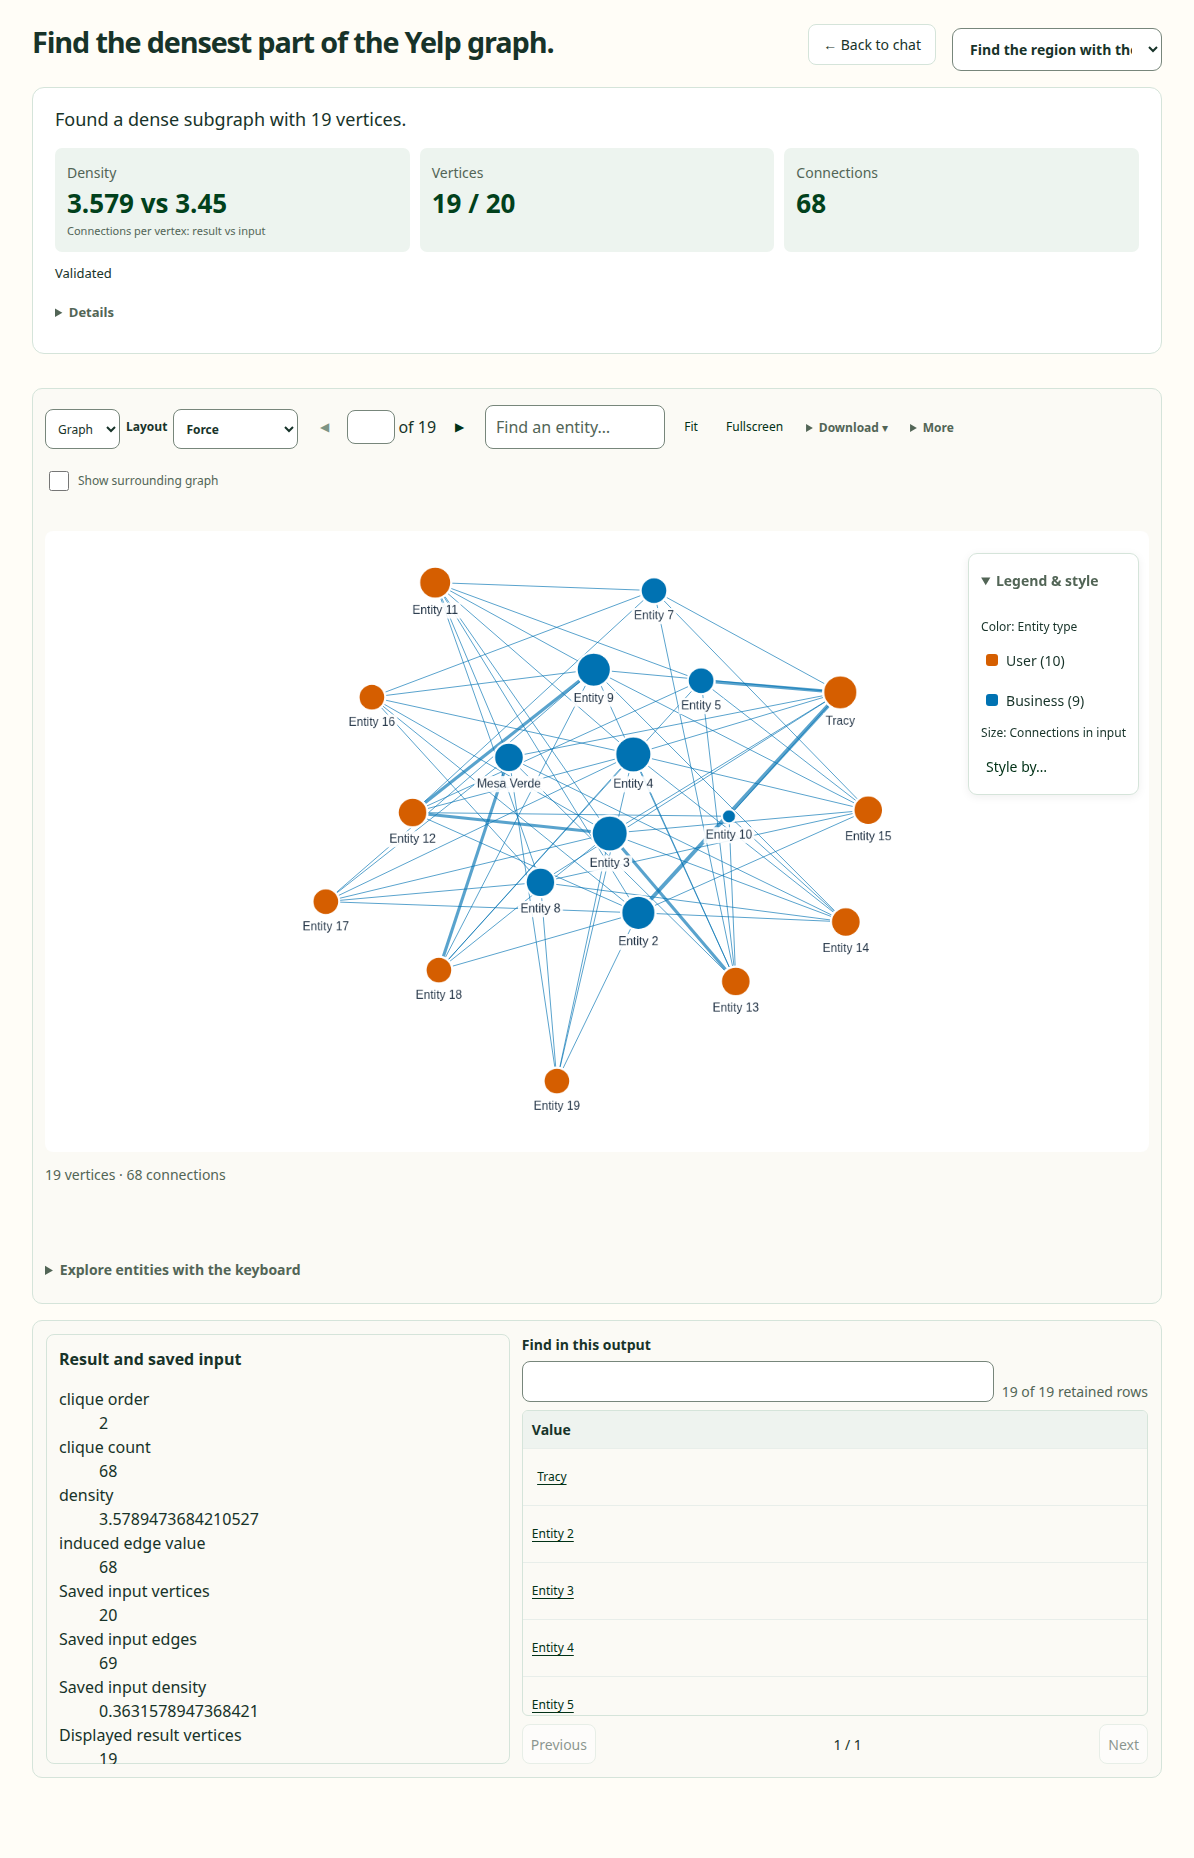 Find the densest part of the Yelp graph.
← Back to chat
Find the region with th
Found a dense subgraph with 19 vertices.
Density
3.579 vs 3.45
Connections per vertex: result vs input
Vertices
19 / 20
Connections
68
Validated
Details
Graph
Layout
Force
of 19
Find an entity...
Fit
Fullscreen
Download ▾
More
Show surrounding graph
Entity 11
Entity 7
Entity 9
Entity 5
Entity 16
Tracy
Mesa Verde
Entity 4
Entity 12
Entity 10
Entity 15
Entity 3
Entity 8
Entity 17
Entity 2
Entity 14
Entity 18
Entity 13
Entity 19
Legend & style
Color: Entity type
User (10)
Business (9)
Size: Connections in input
Style by...
19 vertices · 68 connections
Explore entities with the keyboard
Result and saved input
clique order
2
clique count
68
density
3.5789473684210527
induced edge value
68
Saved input vertices
20
Saved input edges
69
Saved input density
0.3631578947368421
Displayed result vertices
19
Find in this output
19 of 19 retained rows
Value
Tracy
Entity 2
Entity 3
Entity 4
Entity 5
Previous
1 / 1
Next